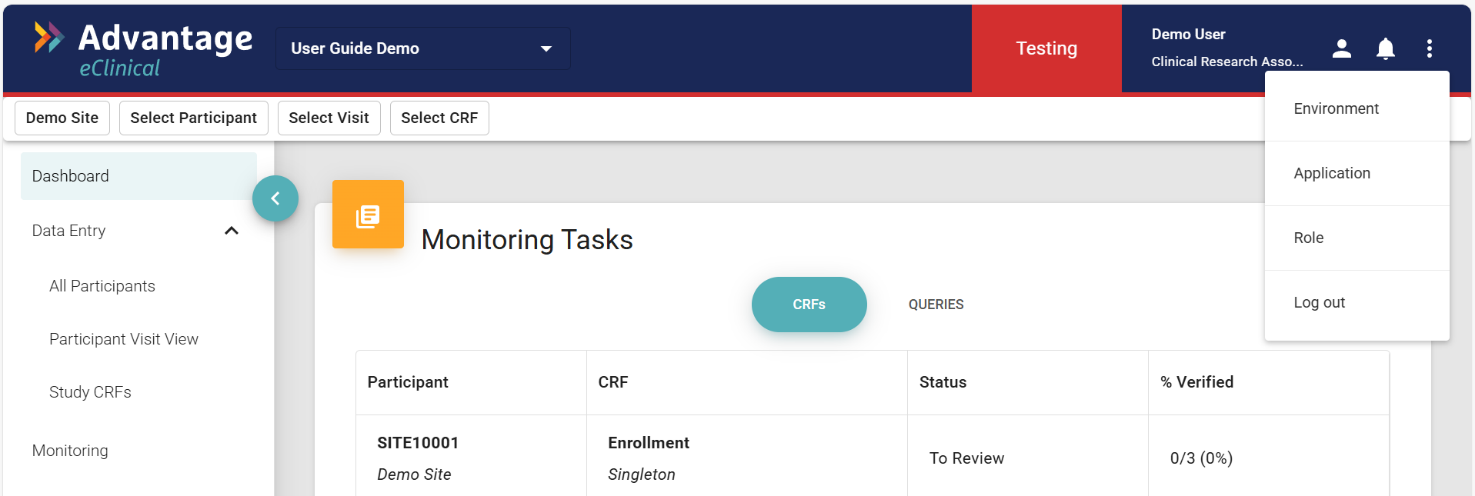 Advantage
eClinical
User Guide Demo
Testing
Demo User
Clinical Research Asso...
Demo Site
Select Participant
Select Visit
Select CRF
Environment
Application
Role
Log out
Dashboard
Data Entry
All Participants
Participant Visit View
Study CRFs
Monitoring
Monitoring Tasks
CRFs
QUERIES
Participant
CRF
Status
% Verified
SITE10001
Demo Site
Enrollment
Singleton
To Review
0/3 (0%)